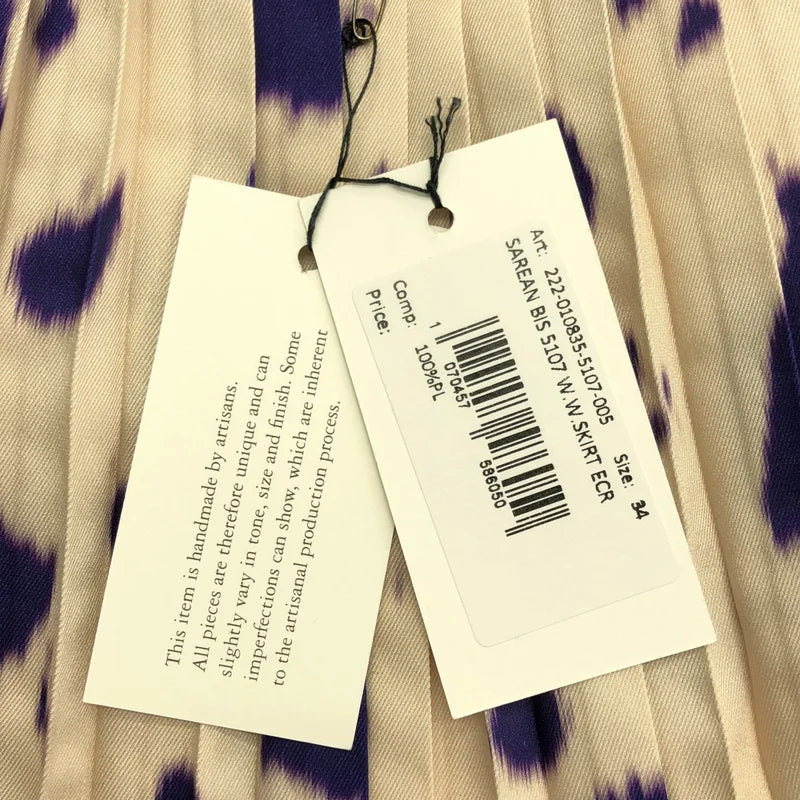 This item is handmade by artisans.
All pieces are therefore unique and can
slightly vary in tone, size and finish. Some
imperfections can show, which are inherent
to the artisanal production process.
Art: 222-010835-5107-005 Size: 34
SAREAN BIS 5107 W.W.SKIRT ECR
1 070457 586050
Comp: 100%PL
Price: